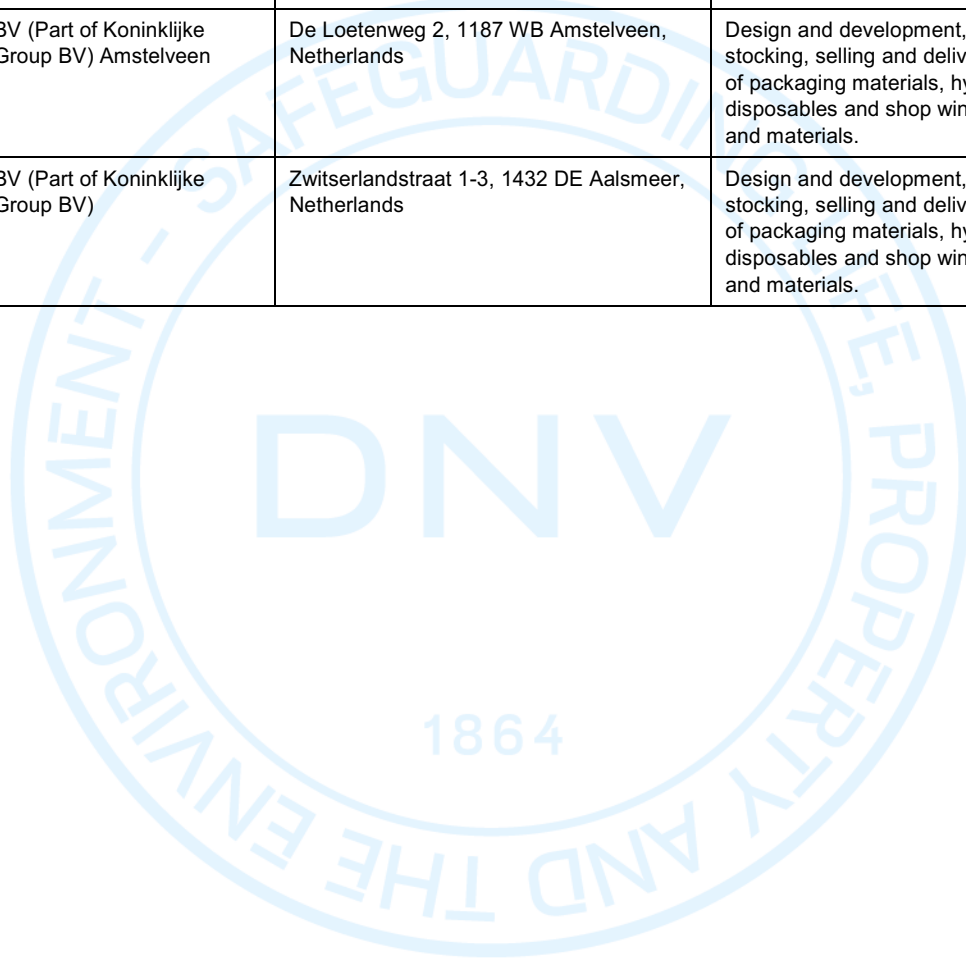 BV (Part of Koninklijke
Group BV) Amstelveen
De Loetenweg 2, 1187 WB Amstelveen,
Netherlands
Design and development,
stocking, selling and deliv
of packaging materials, hy
disposables and shop win
and materials.
BV (Part of Koninklijke
Group BV)
Zwitserlandstraat 1-3, 1432 DE Aalsmeer,
Netherlands
Design and development,
stocking, selling and deliv
of packaging materials, hy
disposables and shop win
and materials.
SAFEGUARDING LIFE, PROPERTY AND THE ENVIRONMENT -
DNV
1864